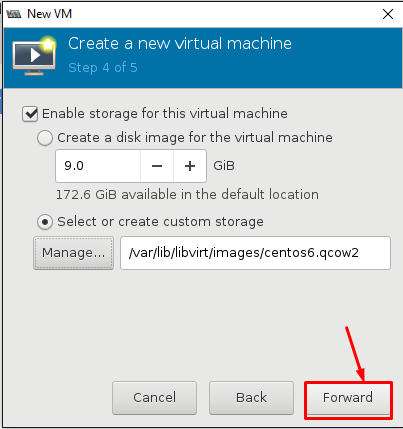 New VM
Create a new virtual machine
Step 4 of 5
Enable storage for this virtual machine
Create a disk image for the virtual machine
9.0 − + GiB
172.6 GiB available in the default location
Select or create custom storage
Manage... /var/lib/libvirt/images/centos6.qcow2
Cancel Back Forward